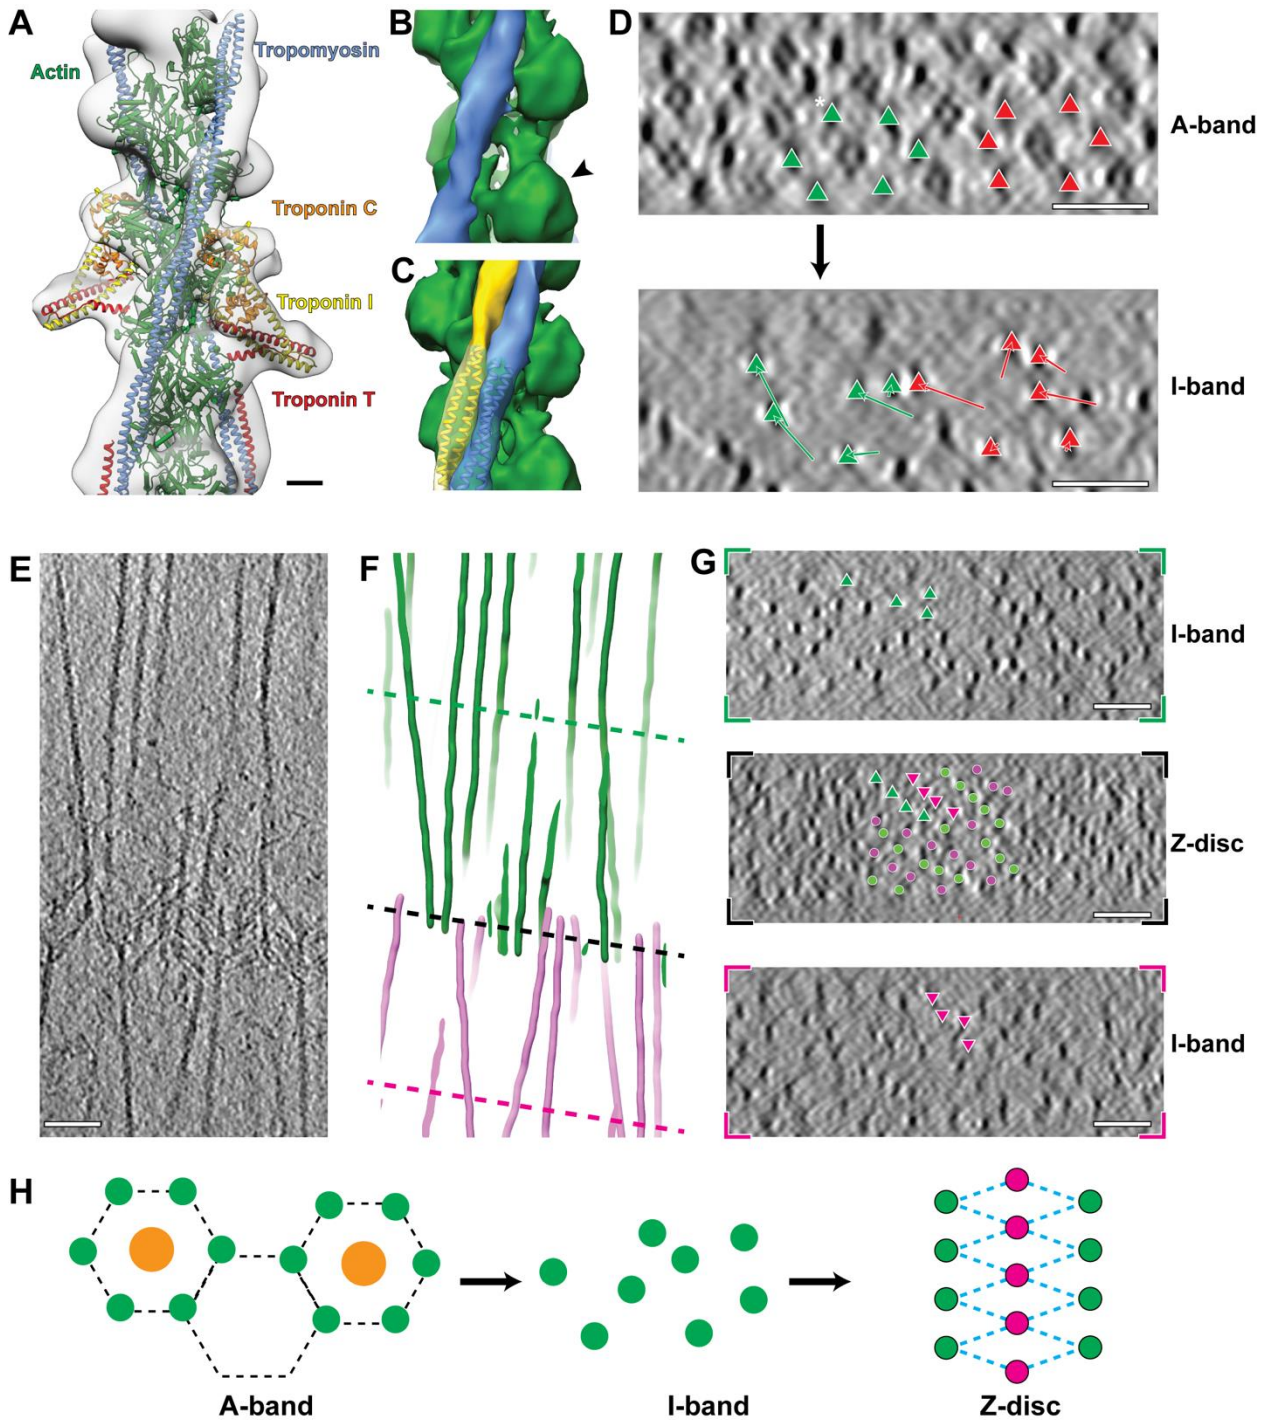 A
Actin
Tropomyosin
Troponin C
Troponin I
Troponin T
B
C
D
*
A-band
I-band
E
F
G
I-band
Z-disc
I-band
H
A-band
I-band
Z-disc